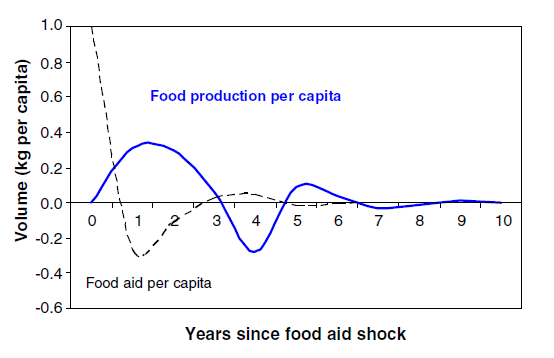 1.0
0.8
0.6
0.4
0.2
0.0
-0.2
-0.4
-0.6
Volume (kg per capita)
Food production per capita
Food aid per capita
0 1 2 3 4 5 6 7 8 9 10
Years since food aid shock